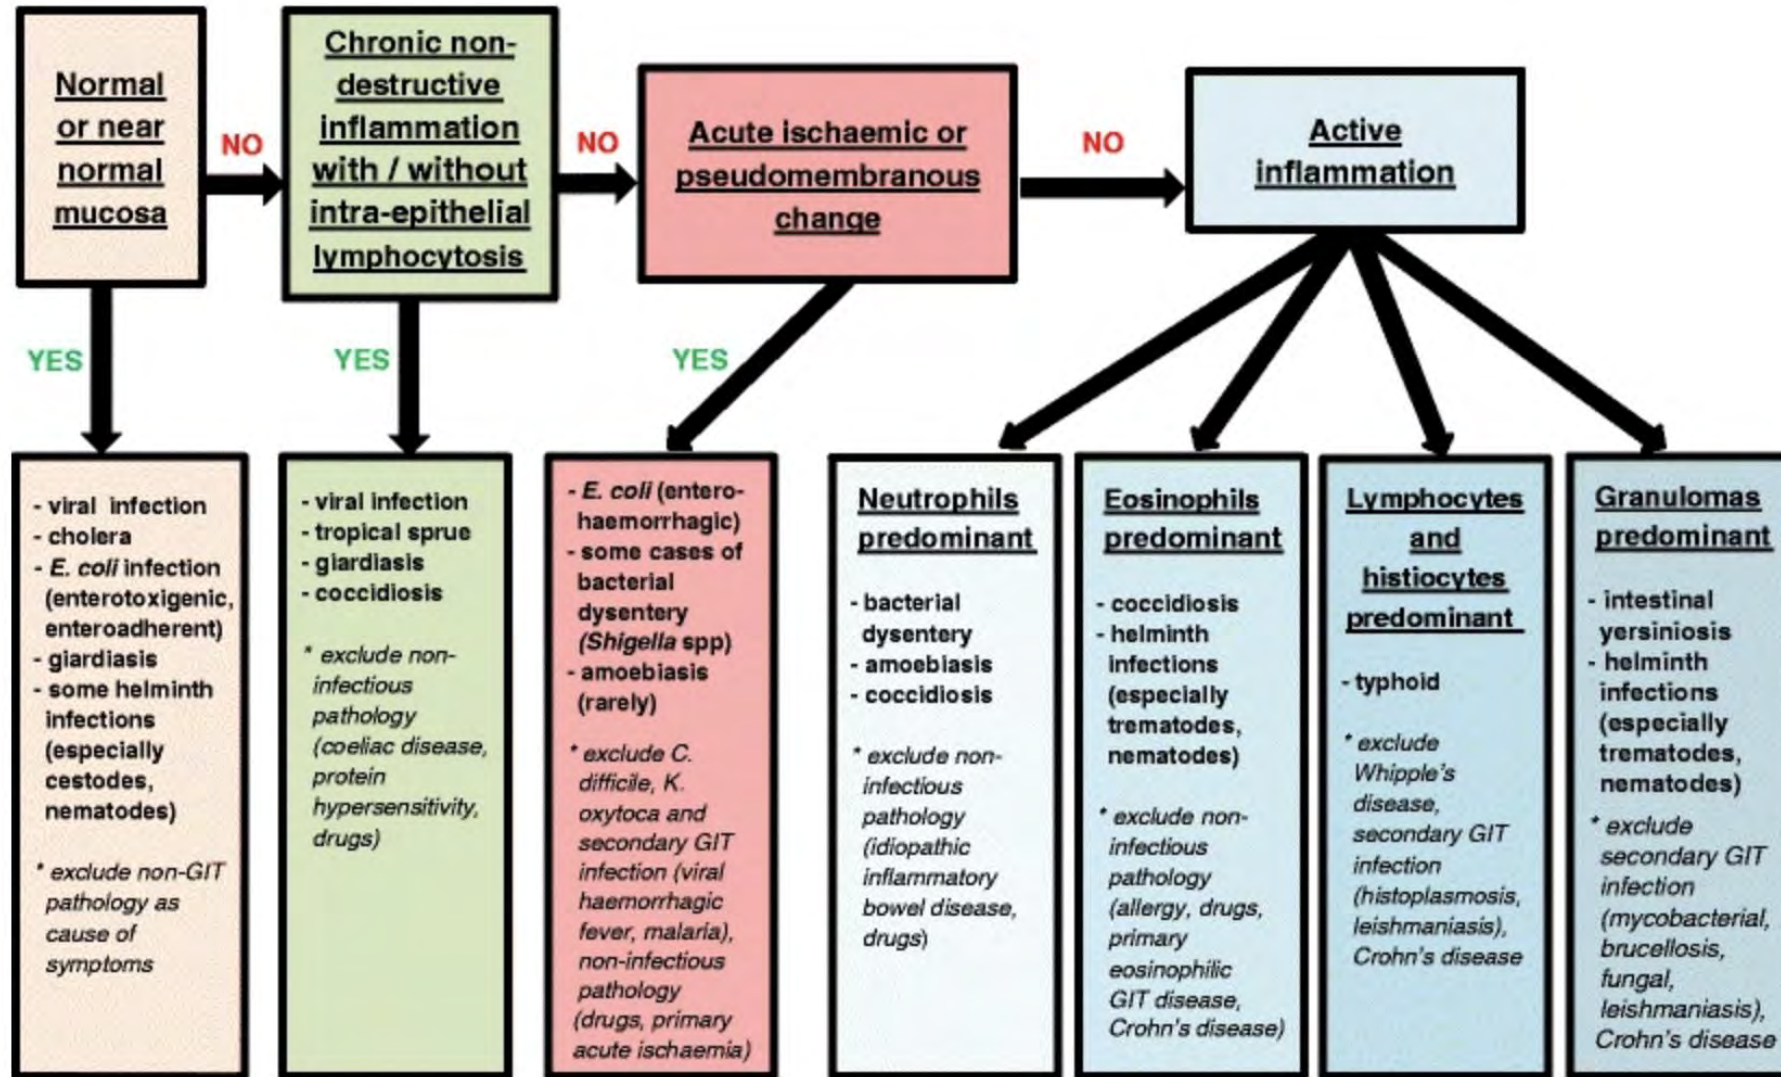 Normal
or near
normal
mucosa
NO
Chronic non-
destructive
inflammation
with / without
intra-epithelial
lymphocytosis
NO
Acute ischaemic or
pseudomembranous
change
NO
Active
inflammation
YES
YES
YES
- viral infection
- cholera
- E. coli infection
(enterotoxigenic,
enteroadherent)
- giardiasis
- some helminth
infections
(especially
cestodes,
nematodes)
* exclude non-GIT
pathology as
cause of
symptoms
- viral infection
- tropical sprue
- giardiasis
- coccidiosis
* exclude non-
infectious
pathology
(coeliac disease,
protein
hypersensitivity,
drugs)
- E. coli (entero-
haemorrhagic)
- some cases of
bacterial
dysentery
(Shigella spp)
- amoebiasis
(rarely)
* exclude C.
difficile, K.
oxytoca and
secondary GIT
infection (viral
haemorrhagic
fever, malaria),
non-infectious
pathology
(drugs, primary
acute ischaemia)
Neutrophils
predominant
- bacterial
dysentery
- amoebiasis
- coccidiosis
* exclude non-
infectious
pathology
(idiopathic
inflammatory
bowel disease,
drugs)
Eosinophils
predominant
- coccidiosis
- helminth
infections
(especially
trematodes,
nematodes)
* exclude non-
infectious
pathology
(allergy, drugs,
primary
eosinophilic
GIT disease,
Crohn's disease)
Lymphocytes
and
histiocytes
predominant
- typhoid
* exclude
Whipple's
disease,
secondary GIT
infection
(histoplasmosis,
leishmaniasis),
Crohn's disease
Granulomas
predominant
- intestinal
yersiniosis
- helminth
infections
(especially
trematodes,
nematodes)
* exclude
secondary GIT
infection
(mycobacterial,
brucellosis,
fungal,
leishmaniasis),
Crohn's disease